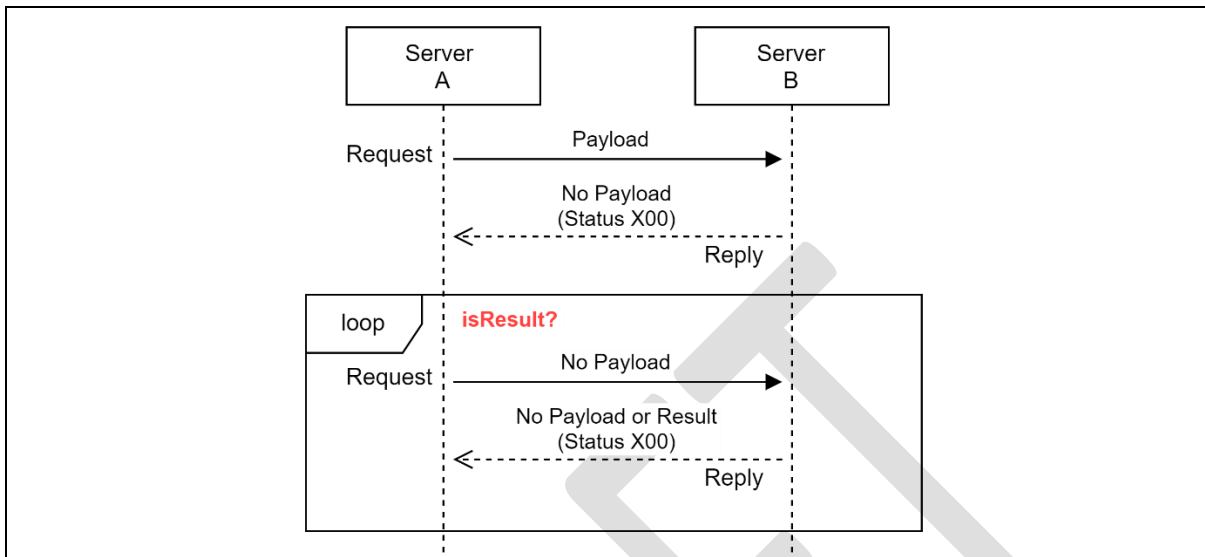 Server
A
Server
B
Request
Payload
No Payload
(Status X00)
Reply
loop
isResult?
Request
No Payload
No Payload or Result
(Status X00)
Reply